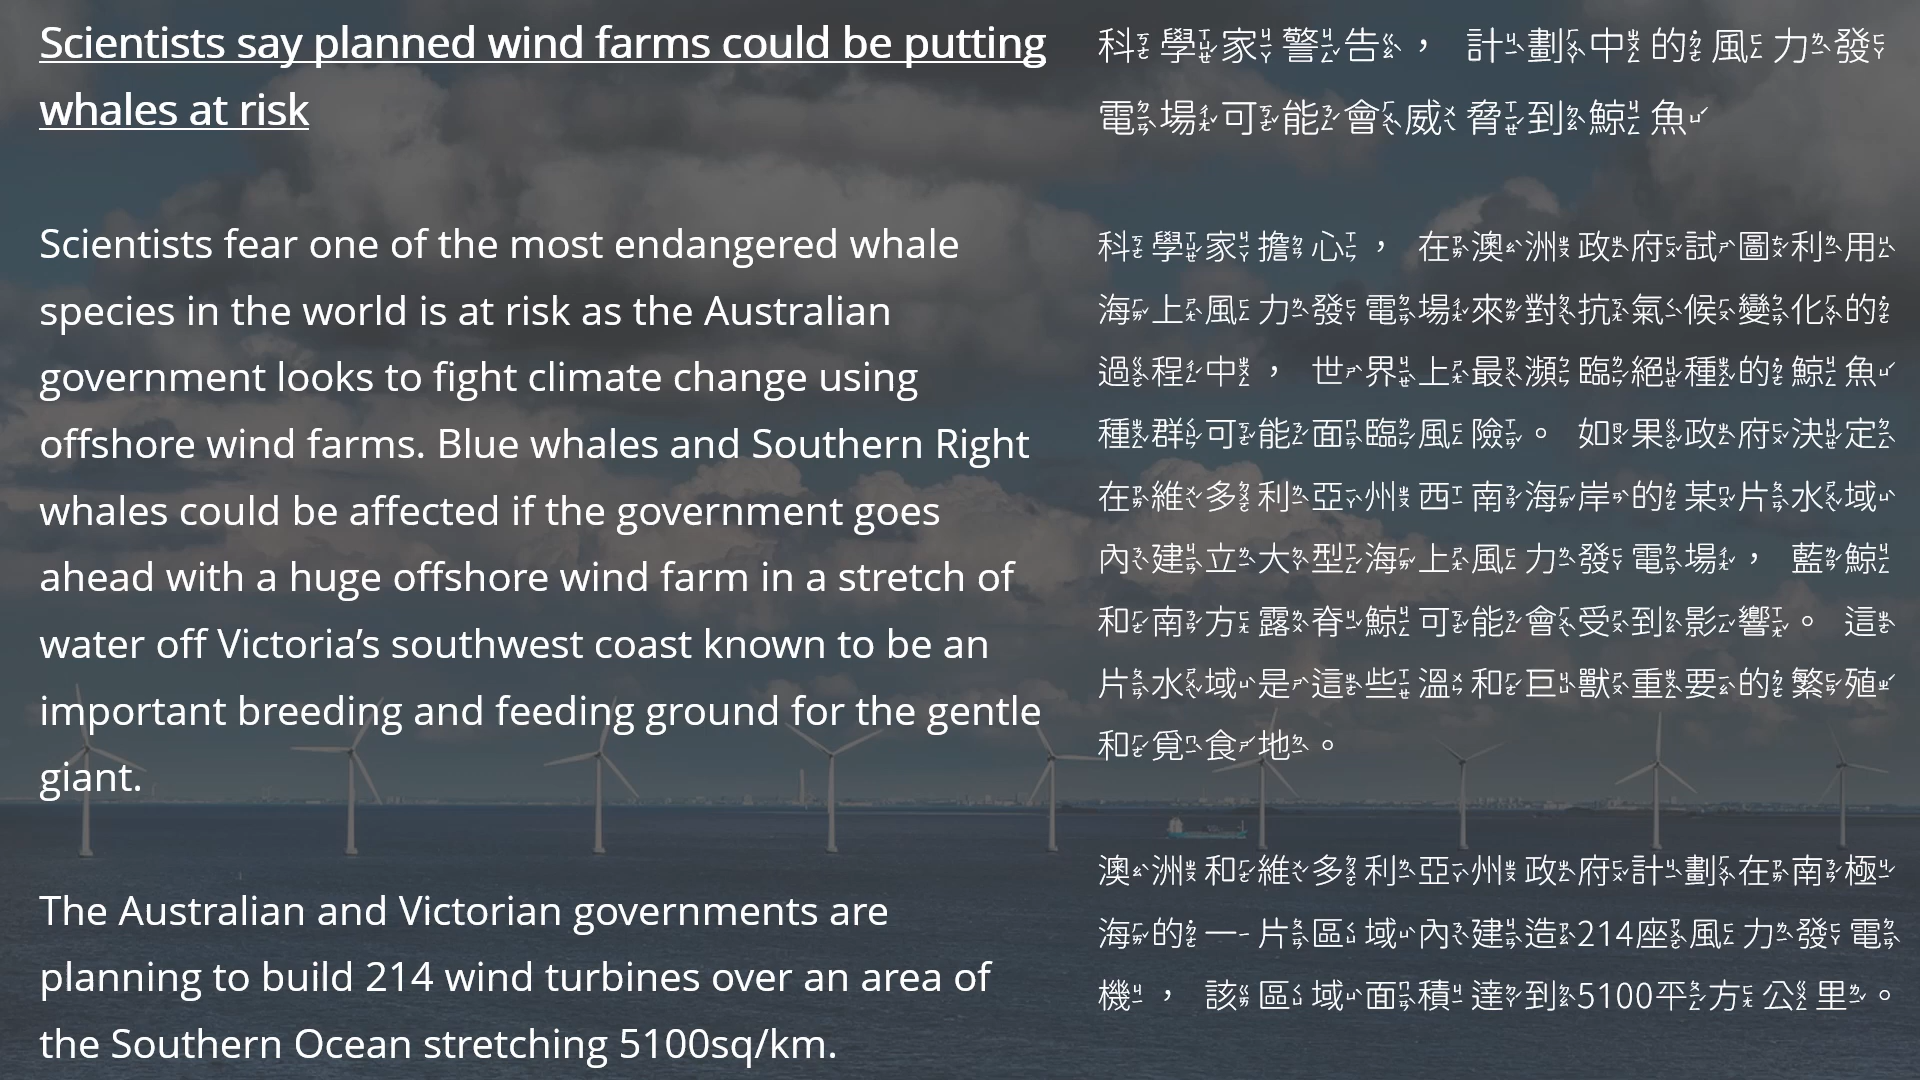 Scientists say planned wind farms could be putting
whales at risk
Scientists fear one of the most endangered whale
species in the world is at risk as the Australian
government looks to fight climate change using
offshore wind farms. Blue whales and Southern Right
whales could be affected if the government goes
ahead with a huge offshore wind farm in a stretch of
water off Victoria’s southwest coast known to be an
important breeding and feeding ground for the gentle
giant.
The Australian and Victorian governments are
planning to build 214 wind turbines over an area of
the Southern Ocean stretching 5100sq/km.
科學家警告，計劃中的風力發
電場可能會威脅到鯨魚
科學家擔心，在澳洲政府試圖利用
海上風力發電場來對抗氣候變化的
過程中，世界上最瀕臨絕種的鯨魚
種群可能面臨風險。如果政府決定
在維多利亞州西南海岸的某片水域
內建立大型海上風力發電場，藍鯨
和南方露脊鯨可能會受到影響。這
片水域是這些溫和巨獸重要的繁殖
和覓食地。
澳洲和維多利亞州政府計劃在南極
海的一片區域內建造214座風力發電
機，該區域面積達到5100平方公里。